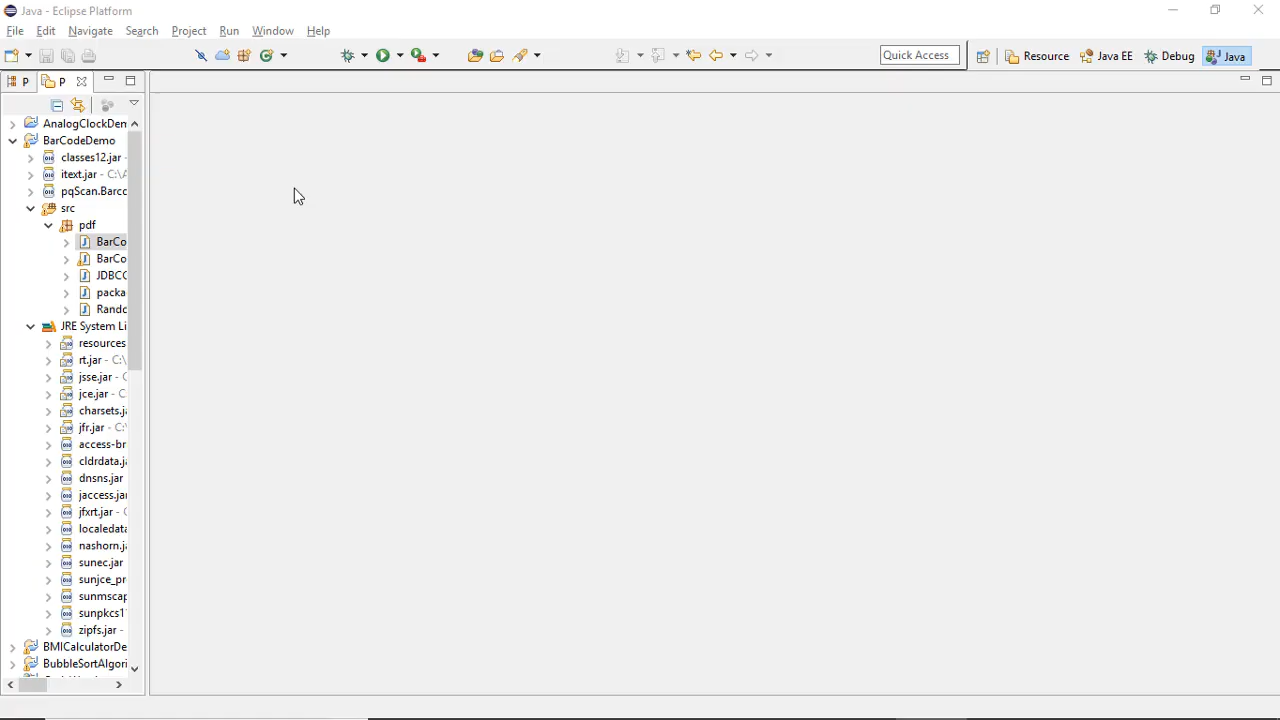 Java - Eclipse Platform
File Edit Navigate Search Project Run Window Help
Quick Access Resource Java EE Debug Java
P P
AnalogClockDem
BarCodeDemo
classes12.jar -
itext.jar - C:\A
pqScan.Barcc
src
pdf
BarCo
BarCo
JDBCC
packa
Rando
JRE System Li
resources
rt.jar - C:\
jsse.jar - C
jce.jar - C:
charsets.ja
jfr.jar - C:
access-br
cldrdata.ja
dnsns.jar
jaccess.jar
jfxrt.jar - C
localedata
nashorn.ja
sunec.jar
sunjce_pr
sunmscap
sunpkcs1
zipfs.jar -
BMICalculatorDe
BubbleSortAlgori